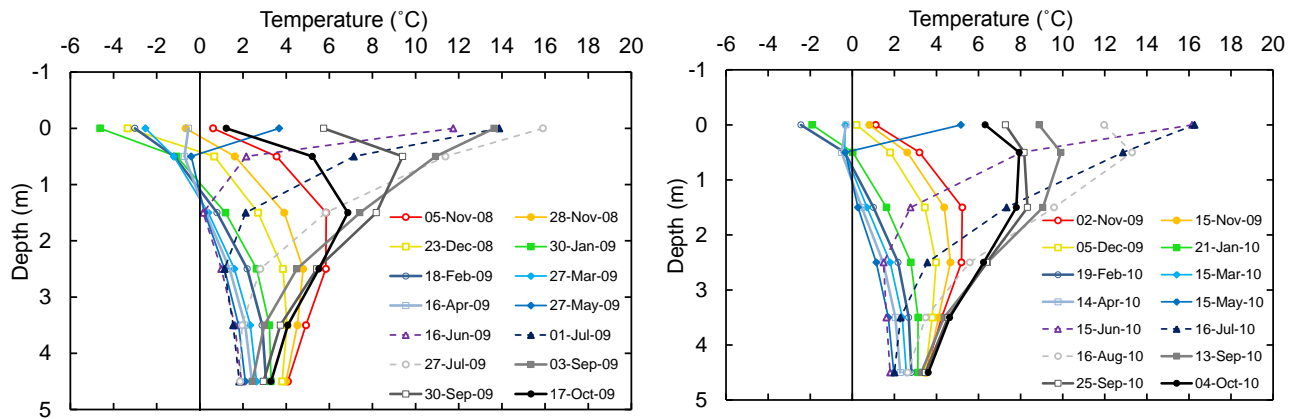 Temperature (˚C)
-6 -4 -2 0 2 4 6 8 10 12 14 16 18 20
-1
0
1
2
3
4
5
Depth (m)
05-Nov-08 28-Nov-08
23-Dec-08 30-Jan-09
18-Feb-09 27-Mar-09
16-Apr-09 27-May-09
16-Jun-09 01-Jul-09
27-Jul-09 03-Sep-09
30-Sep-09 17-Oct-09
Temperature (˚C)
-6 -4 -2 0 2 4 6 8 10 12 14 16 18 20
-1
0
1
2
3
4
5
Depth (m)
02-Nov-09 15-Nov-09
05-Dec-09 21-Jan-10
19-Feb-10 15-Mar-10
14-Apr-10 15-May-10
15-Jun-10 16-Jul-10
16-Aug-10 13-Sep-10
25-Sep-10 04-Oct-10